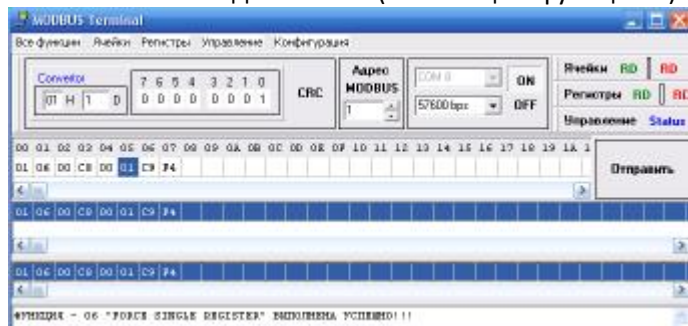 MODBUS Terminal
Все функции Ячейки Регистры Управление Конфигурация
Convertor
01 H 1 D
7 6 5 4 3 2 1 0
0 0 0 0 0 0 0 1
CRC
Адрес
MODBUS
1
COM 8
57600 bps
ON
OFF
Ячейки RD RD
Регистры RD RD
Управление Status
00 01 02 03 04 05 06 07 08 09 0A 0B 0C 0D 0E 0F 10 11 12 13 14 15 16 17 18 19 1A 1
01 06 00 C8 00 01 C9 F4
Отправить
01 06 00 C8 00 01 C9 F4
01 06 00 C8 00 01 C9 F4
ФУНКЦИЯ - 06 "FORCE SINGLE REGISTER" ВЫПОЛНЕНА УСПЕШНО!!!